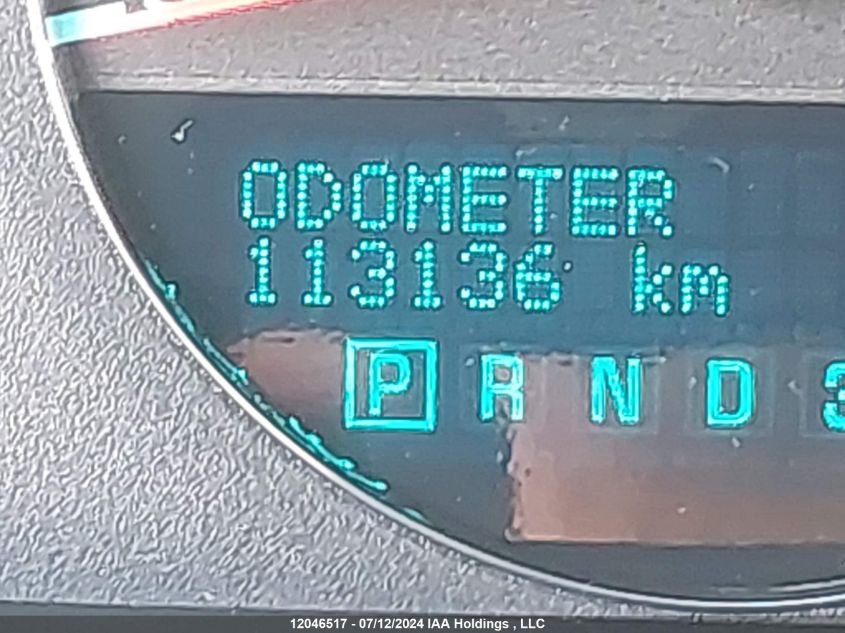 ODOMETER
113136 km
P R N D 3
12046517 - 07/12/2024 IAA Holdings , LLC